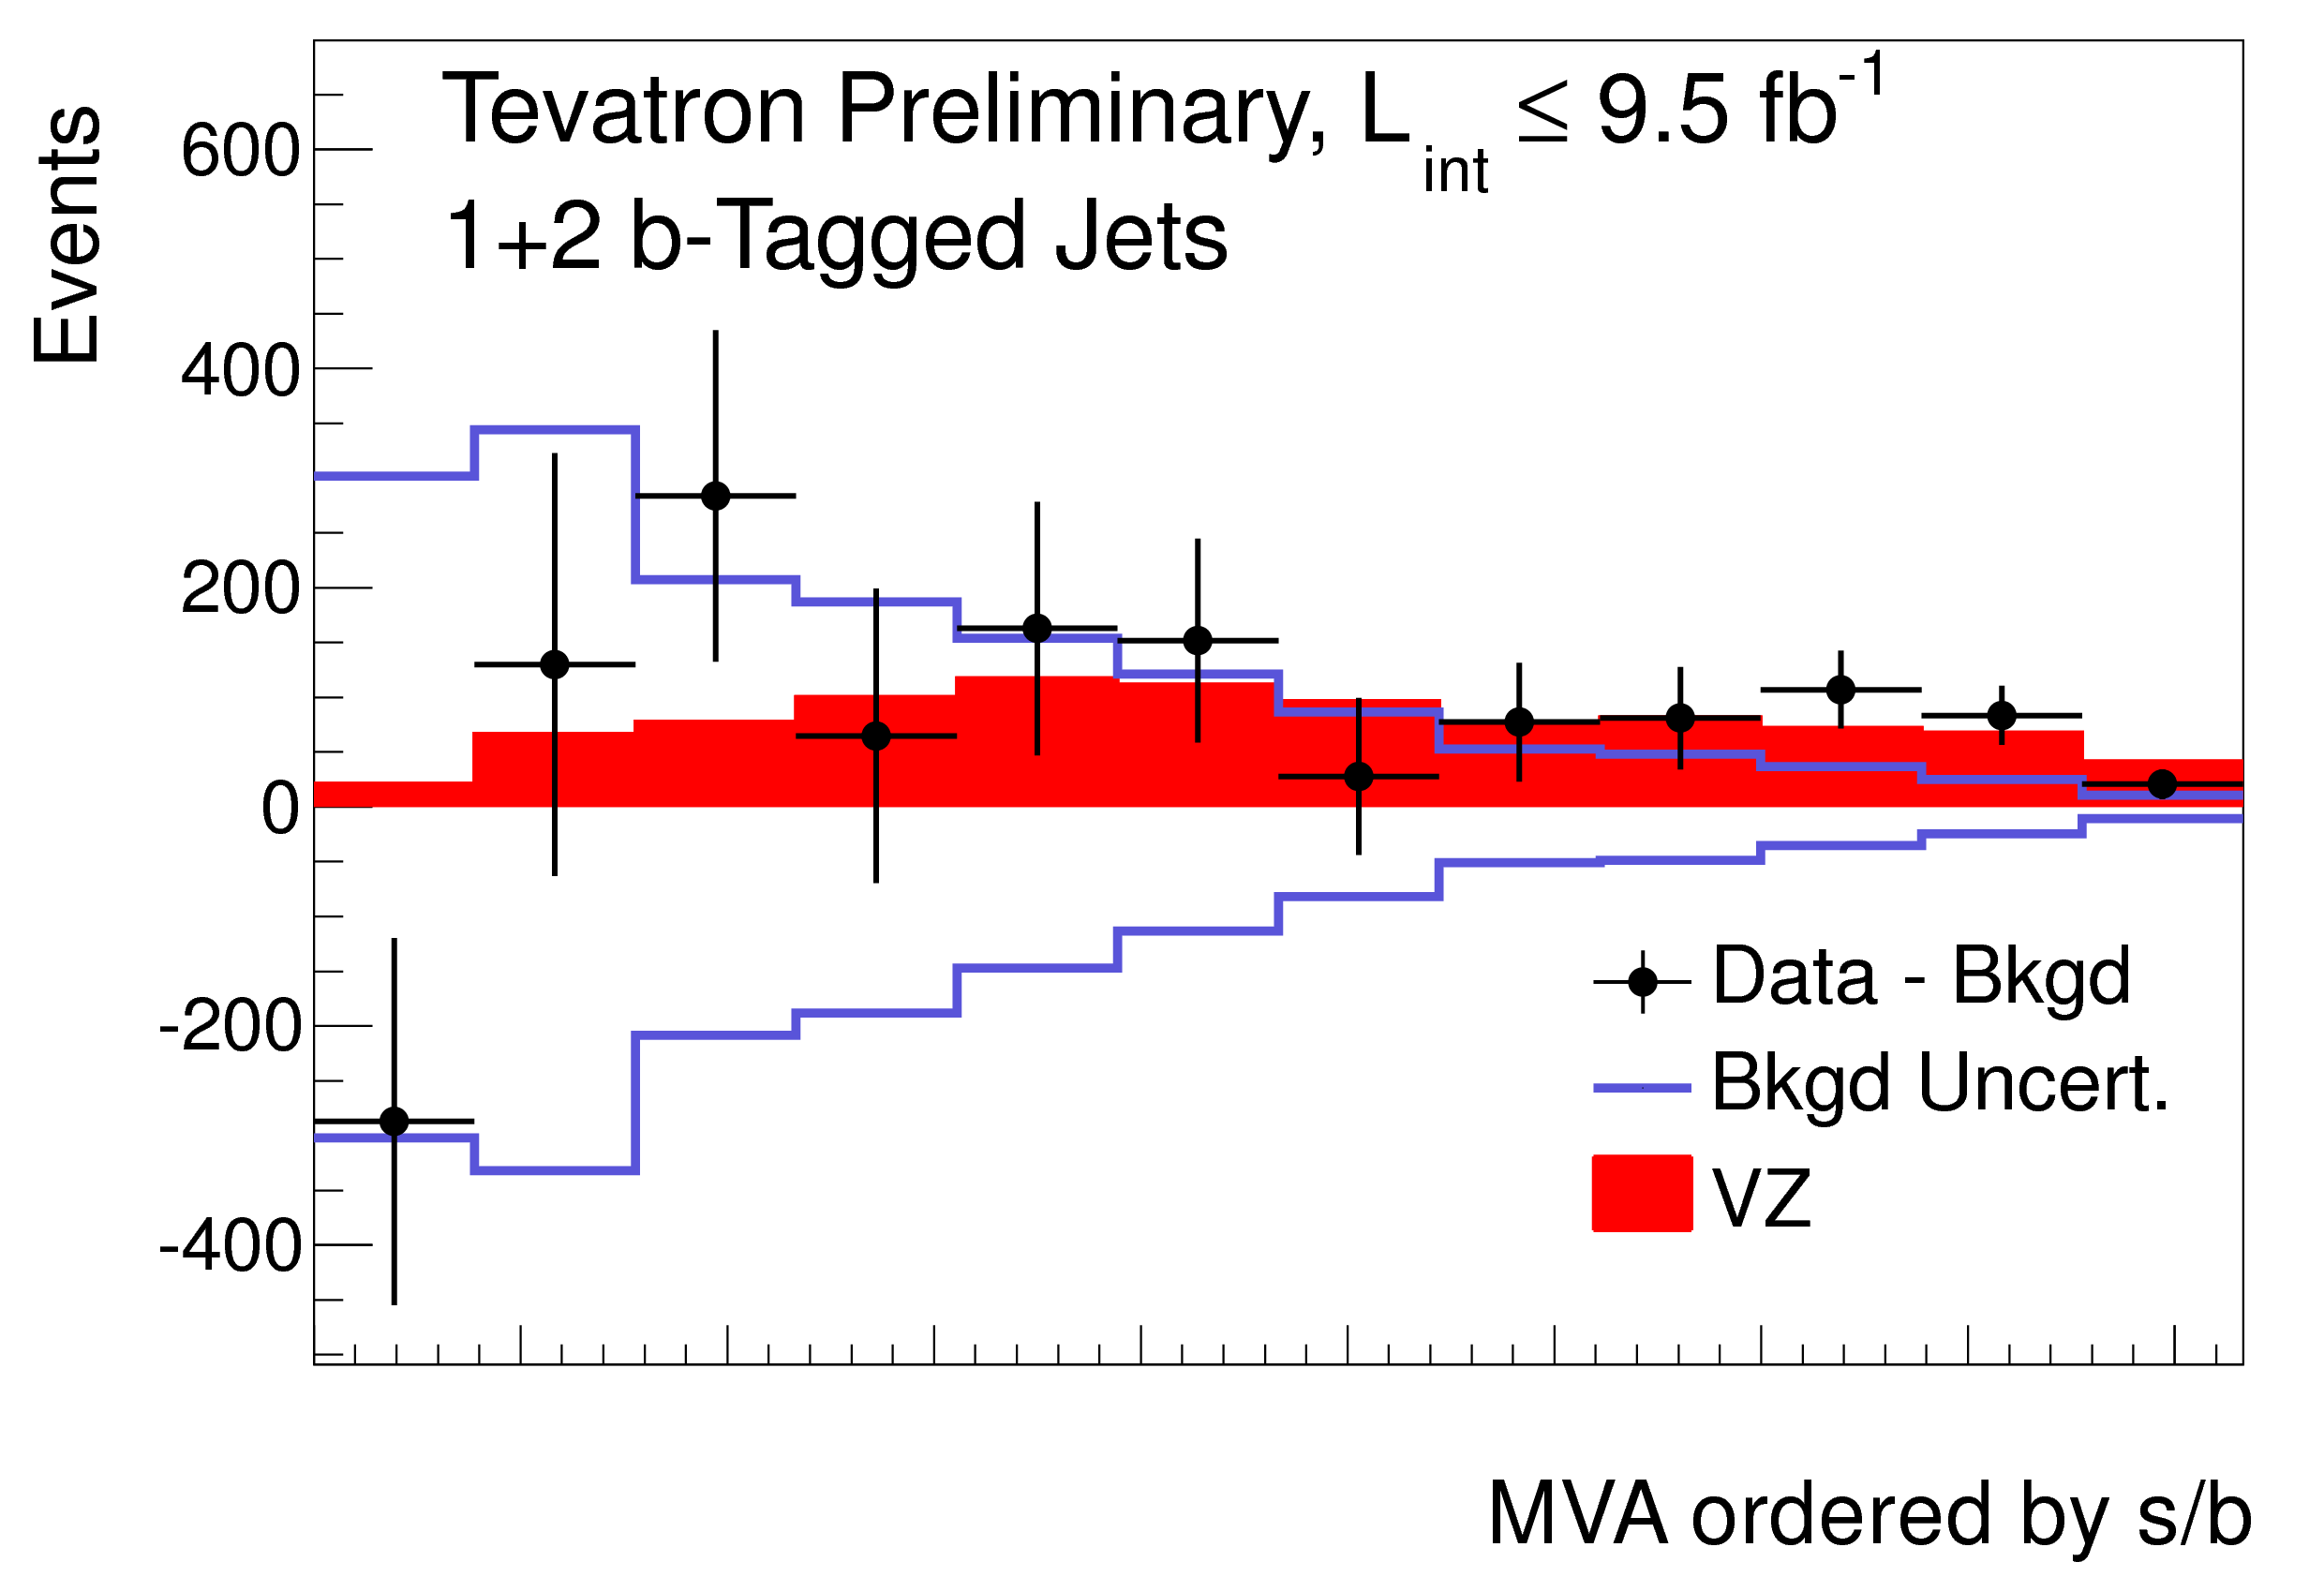 Tevatron Preliminary, L_int ≤ 9.5 fb^-1
1+2 b-Tagged Jets
Events
600
400
200
0
-200
-400
Data - Bkgd
Bkgd Uncert.
VZ
MVA ordered by s/b